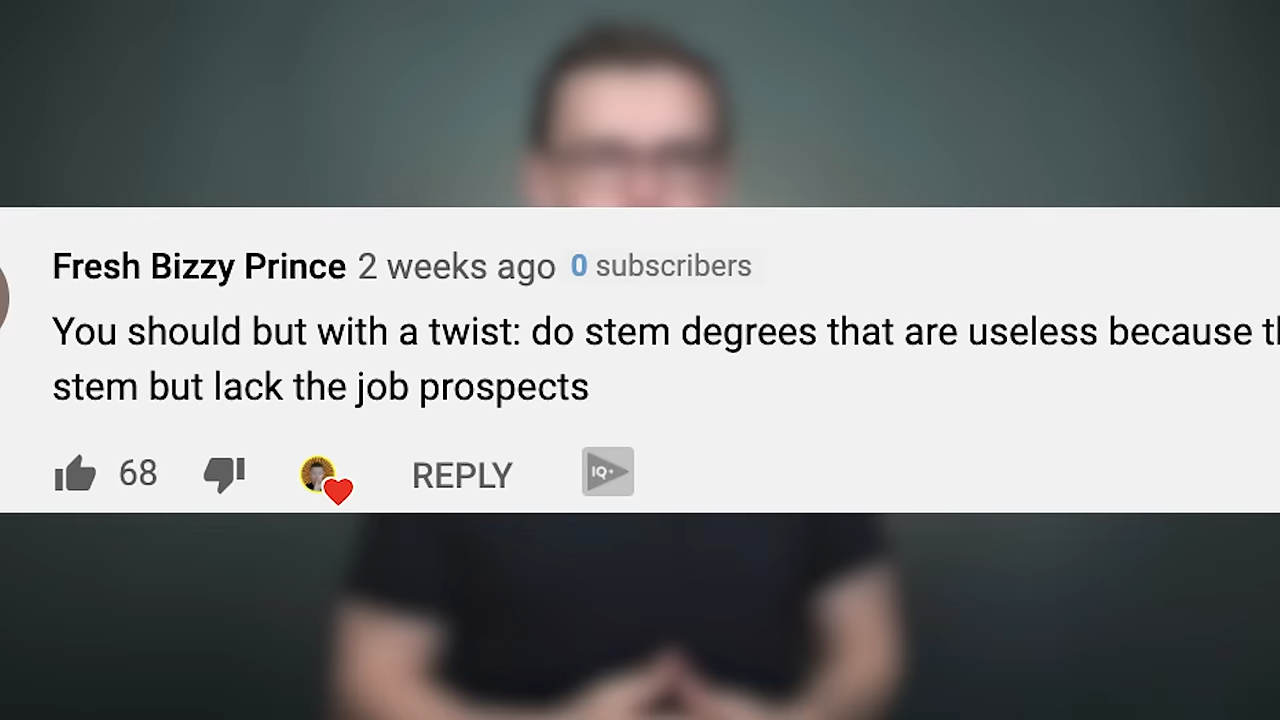 Fresh Bizzy Prince 2 weeks ago 0 subscribers
You should but with a twist: do stem degrees that are useless because
stem but lack the job prospects
68 REPLY IQ+